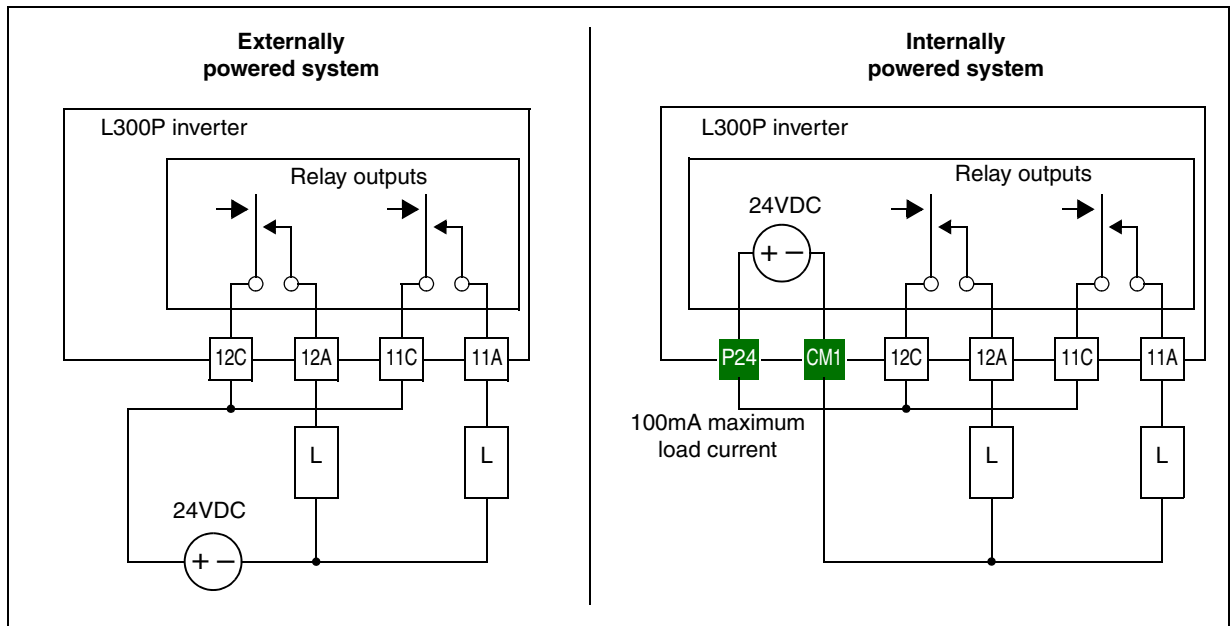 Externally
powered system
L300P inverter
Relay outputs
12C 12A 11C 11A
L L
24VDC
+ −
Internally
powered system
L300P inverter
Relay outputs
24VDC
+ −
P24 CM1 12C 12A 11C 11A
100mA maximum
load current
L L